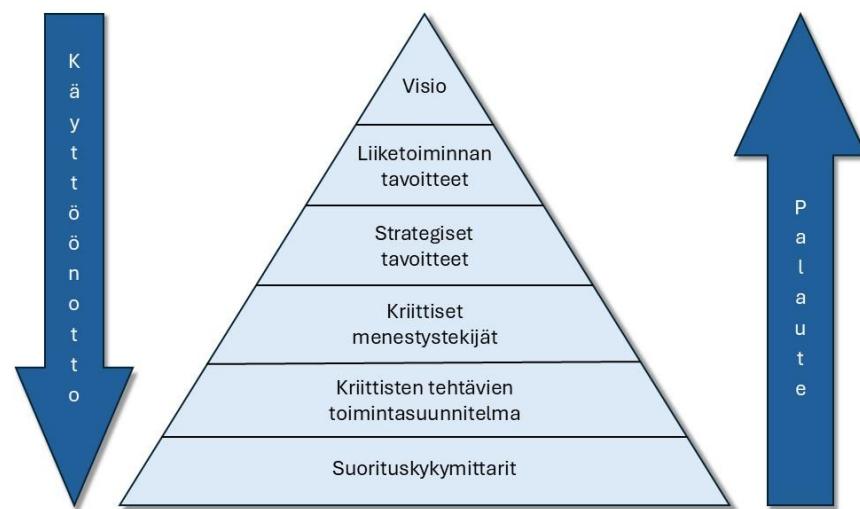 Käyttöönotto
Visio
Liiketoiminnan
tavoitteet
Strategiset
tavoitteet
Kriittiset
menestystekijät
Kriittisten tehtävien
toimintasuunnitelma
Suorituskykymittarit
Palaute